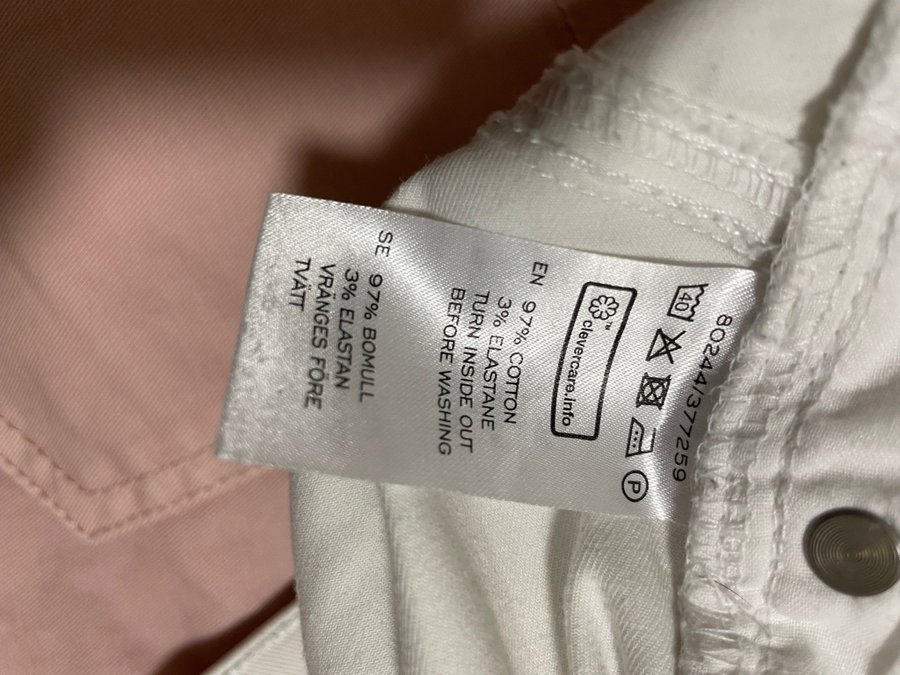 80244/377259
40
P
clevercare.info
EN 97% COTTON
3% ELASTANE
TURN INSIDE OUT
BEFORE WASHING
SE 97% BOMULL
3% ELASTAN
VRÄNGES FÖRE
TVÄTT